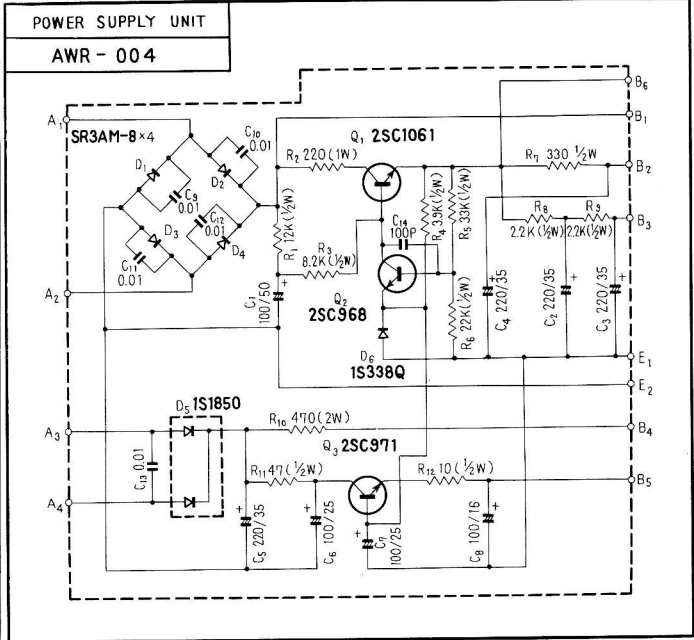 POWER SUPPLY UNIT
AWR - 004
B6
A1
B1
SR3AM-8×4
C10
0.01
Q1 2SC1061
R2 220(1W)
R7 330 ½W
B2
D1
D2
C9
0.01
C12
0.01
D3
D4
C11
0.01
R1 12K(½W)
R3
8.2K(½W)
C14
100P
R4 3.9K(½W)
R5 33K(½W)
R8
2.2K(½W)
R9
2.2K(½W)
B3
A2
+
C1
100/50
Q2
2SC968
R6 22K(½W)
+
C4 220/35
+
C2 220/35
+
C3 220/35
D6
1S338Q
E1
E2
D5 1S1850
A3
R10 470(2W)
B4
Q3 2SC971
C13 0.01
R11 47(½W)
R12 10(½W)
B5
A4
+
C5 220/35
+
C6 100/25
+
C7
100/25
+
C8 100/16